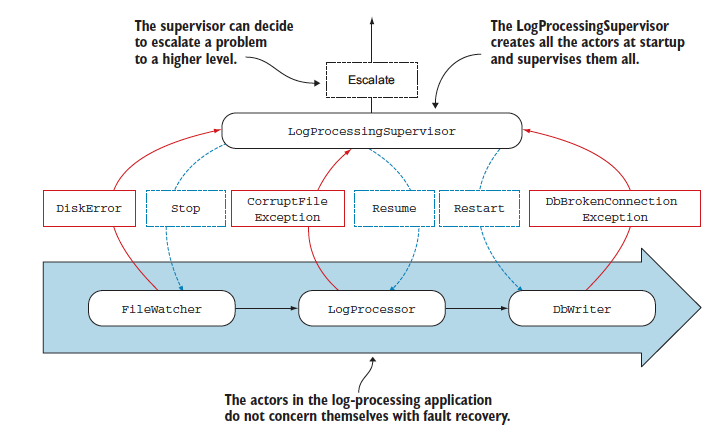 The supervisor can decide
to escalate a problem
to a higher level.
The LogProcessingSupervisor
creates all the actors at startup
and supervises them all.
Escalate
LogProcessingSupervisor
DiskError
Stop
CorruptFile
Exception
Resume
Restart
DbBrokenConnection
Exception
FileWatcher
LogProcessor
DbWriter
The actors in the log-processing application
do not concern themselves with fault recovery.